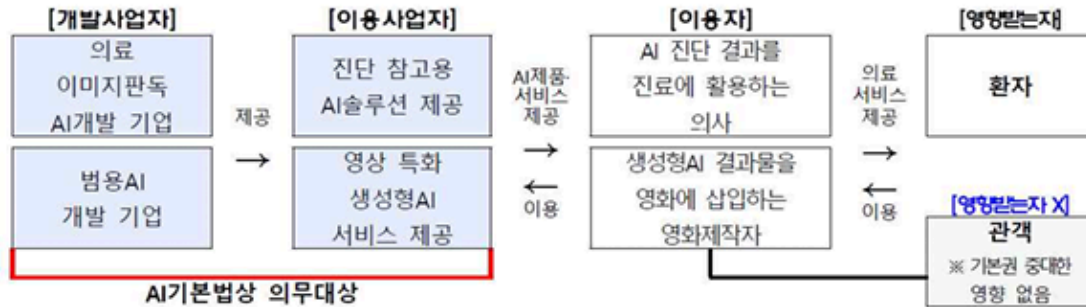 [개발사업자]
[이용사업자]
[이용자]
[영향받는자]
의료
이미지판독
AI개발 기업
제공
→
진단 참고용
AI솔루션 제공
AI제품·
서비스
제공
→
←
이용
AI 진단 결과를
진료에 활용하는
의사
의료
서비스
제공
→
←
이용
환자
범용AI
개발 기업
영상 특화
생성형AI
서비스 제공
생성형AI 결과물을
영화에 삽입하는
영화제작자
[영향받는자 X]
관객
※ 기본권 중대한
영향 없음
AI기본법상 의무대상